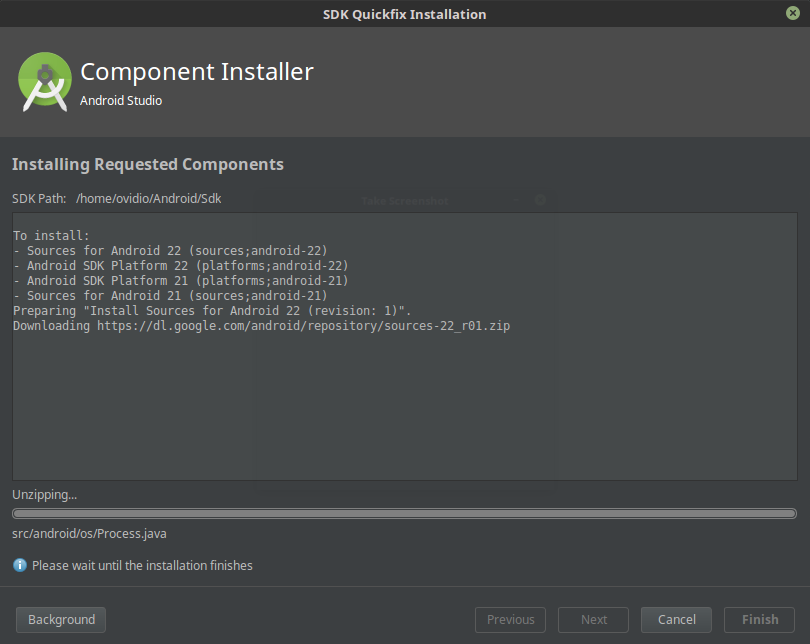 SDK Quickfix Installation
Component Installer
Android Studio
Installing Requested Components
SDK Path: /home/ovidio/Android/Sdk
Take Screenshot
To install:
- Sources for Android 22 (sources;android-22)
- Android SDK Platform 22 (platforms;android-22)
- Android SDK Platform 21 (platforms;android-21)
- Sources for Android 21 (sources;android-21)
Preparing "Install Sources for Android 22 (revision: 1)".
Downloading https://dl.google.com/android/repository/sources-22_r01.zip
Unzipping...
src/android/os/Process.java
Please wait until the installation finishes
Background Previous Next Cancel Finish